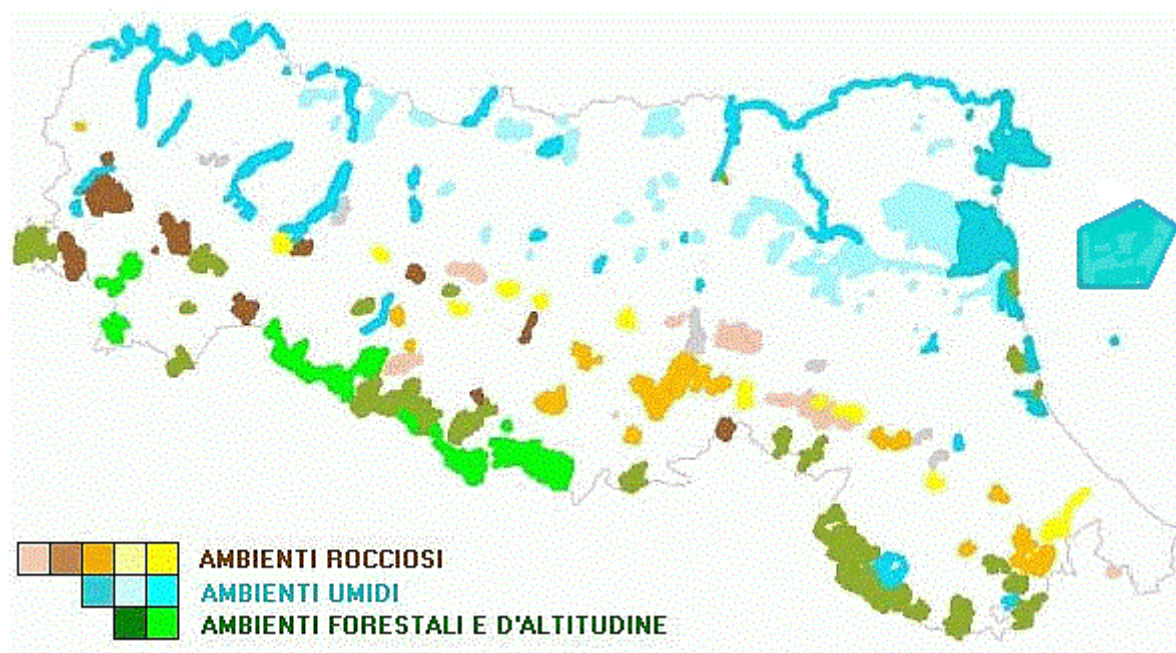 AMBIENTI ROCCIOSI
AMBIENTI UMIDI
AMBIENTI FORESTALI E D'ALTITUDINE